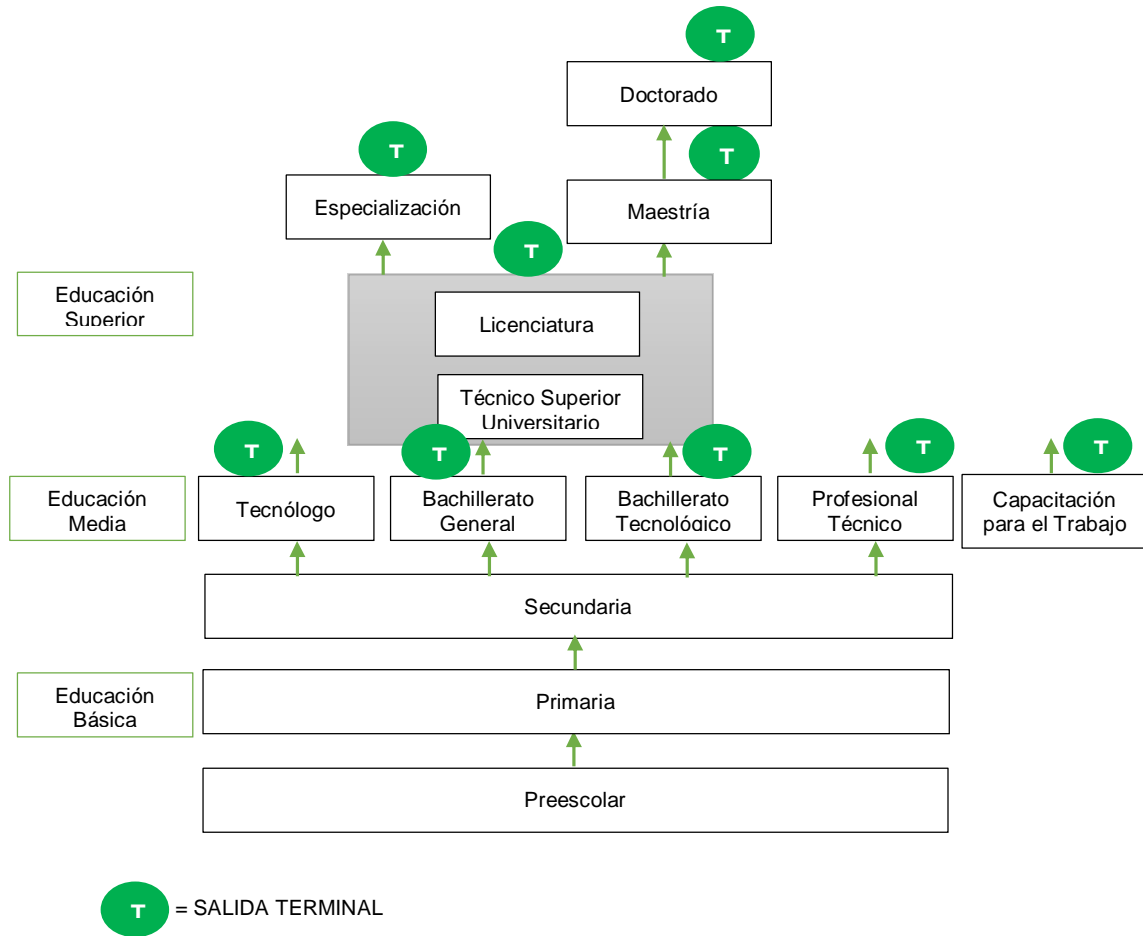 T
Doctorado
T
T
Especialización
Maestría
T
Educación
Superior
Licenciatura
Técnico Superior
Universitario
T
T
T
T
T
Educación
Media
Tecnólogo
Bachillerato
General
Bachillerato
Tecnológico
Profesional
Técnico
Capacitación
para el Trabajo
Secundaria
Educación
Básica
Primaria
Preescolar
T = SALIDA TERMINAL